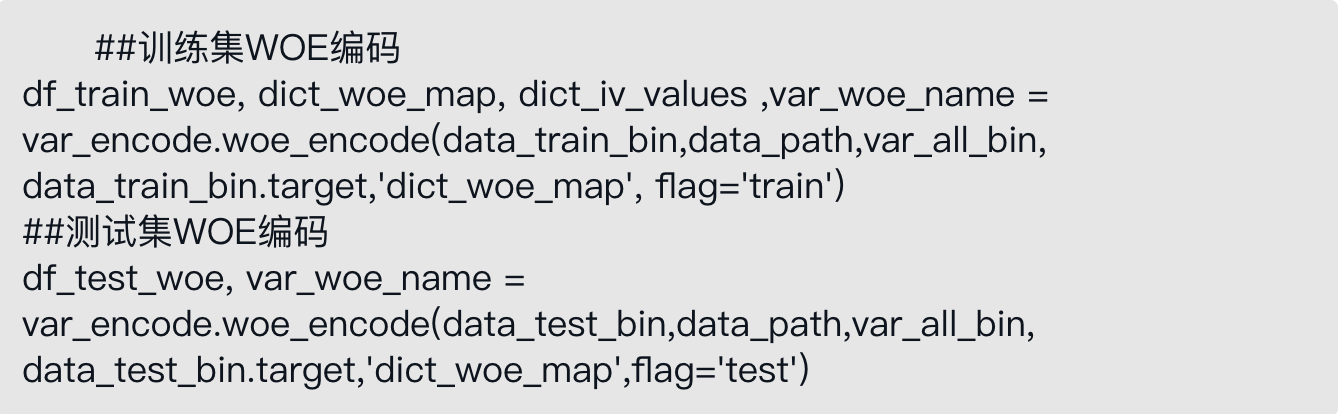 ##训练集WOE编码
df_train_woe, dict_woe_map, dict_iv_values ,var_woe_name =
var_encode.woe_encode(data_train_bin,data_path,var_all_bin,
data_train_bin.target,'dict_woe_map', flag='train')
##测试集WOE编码
df_test_woe, var_woe_name =
var_encode.woe_encode(data_test_bin,data_path,var_all_bin,
data_test_bin.target,'dict_woe_map',flag='test')